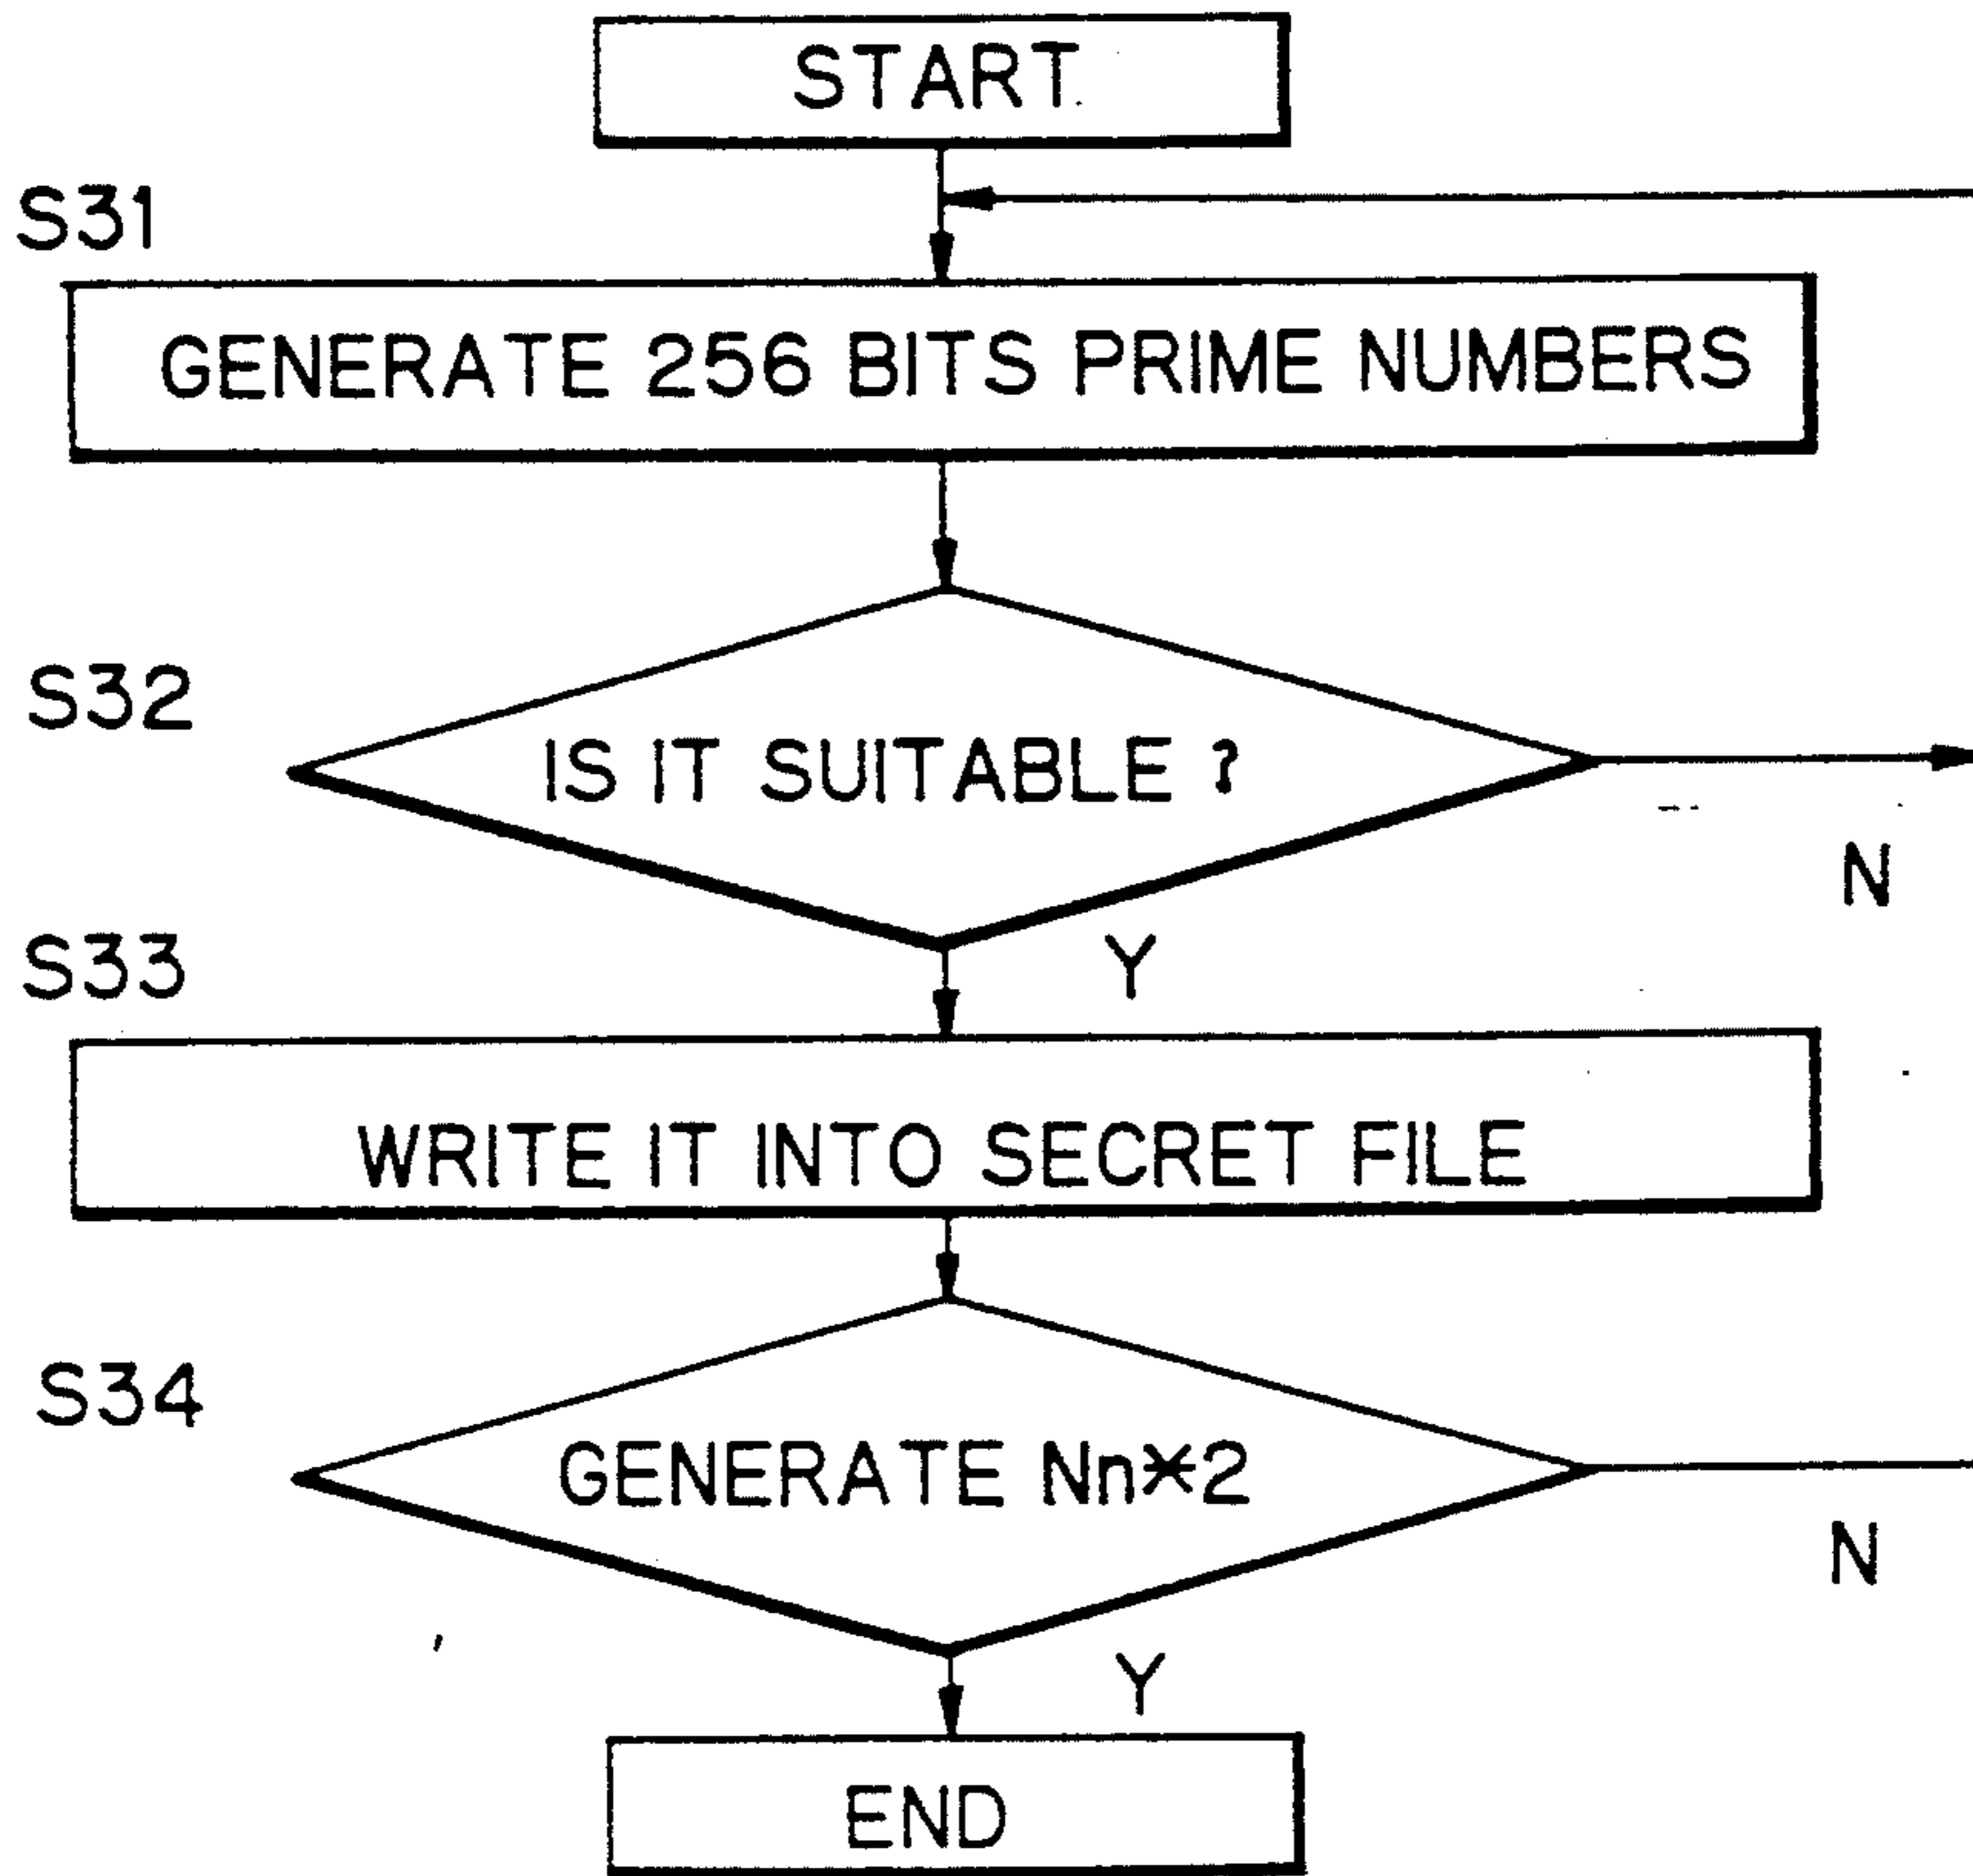 START
S31
GENERATE 256 BITS PRIME NUMBERS
S32
IS IT SUITABLE ?
N
S33
Y
WRITE IT INTO SECRET FILE
S34
GENERATE Nn*2
N
Y
END